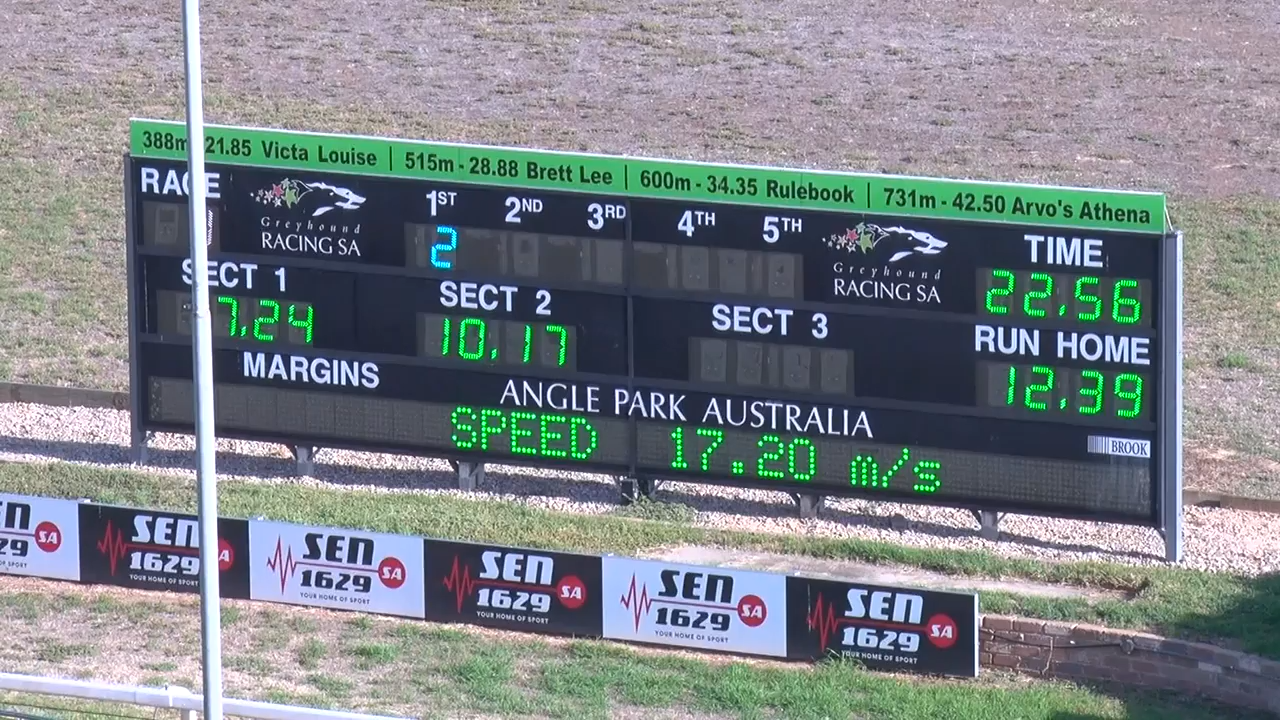 388m - 21.85 Victa Louise | 515m - 28.88 Brett Lee | 600m - 34.35 Rulebook | 731m - 42.50 Arvo's Athena
RACE
Greyhound
RACING SA
1ST 2ND 3RD 4TH 5TH
2
Greyhound
RACING SA
TIME
22.56
SECT 1
7.24
SECT 2
10.17
SECT 3
RUN HOME
12.39
MARGINS
ANGLE PARK AUSTRALIA
SPEED 17.20 m/s
BROOK
EN
29
SA
OF SPORT
SEN
1629
A
YOUR HOME OF SPORT
SEN
1629
SA
YOUR HOME OF SPORT
SEN
1629
SA
YOUR HOME OF SPORT
SEN
1629
SA
YOUR HOME OF SPORT
SEN
1629
SA
YOUR HOME OF SPORT